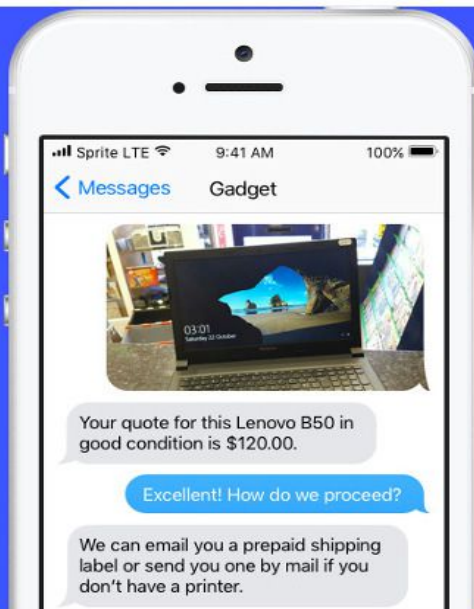 Sprite LTE 9:41 AM 100%
Messages Gadget
03:01
Saturday 22 October
Your quote for this Lenovo B50 in
good condition is $120.00.
Excellent! How do we proceed?
We can email you a prepaid shipping
label or send you one by mail if you
don't have a printer.